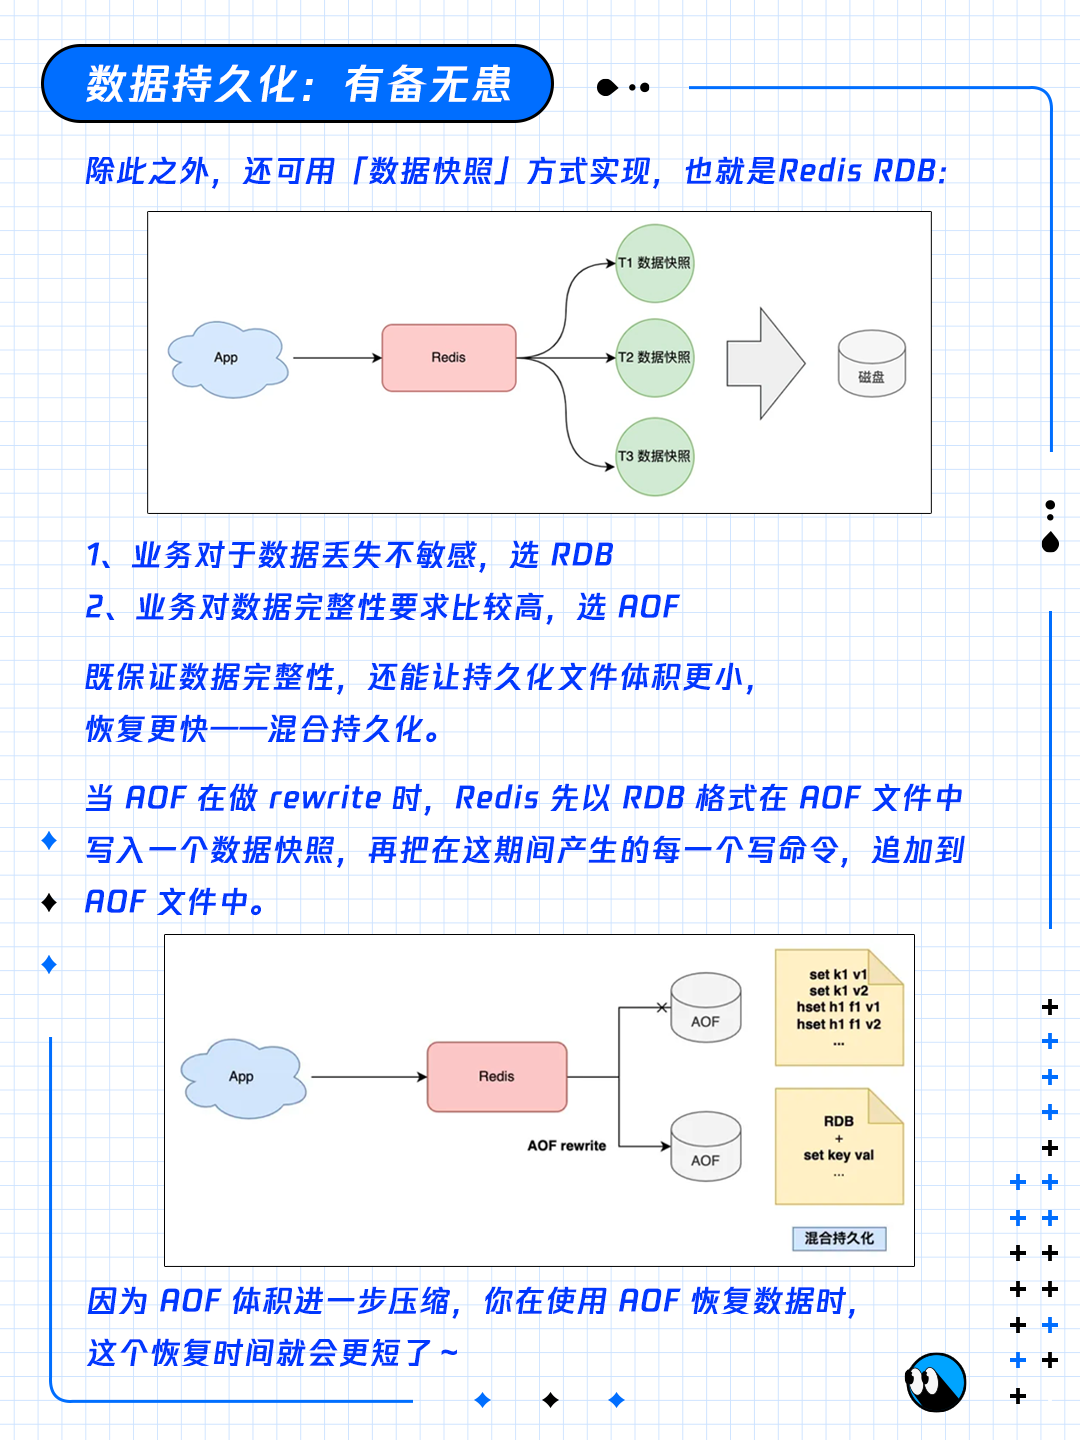 数据持久化：有备无患
除此之外，还可用「数据快照」方式实现，也就是Redis RDB：
T1 数据快照
App
Redis
T2 数据快照
磁盘
T3 数据快照
1、业务对于数据丢失不敏感，选 RDB
2、业务对数据完整性要求比较高，选 AOF
既保证数据完整性，还能让持久化文件体积更小，
恢复更快——混合持久化。
当 AOF 在做 rewrite 时，Redis 先以 RDB 格式在 AOF 文件中
写入一个数据快照，再把在这期间产生的每一个写命令，追加到
AOF 文件中。
set k1 v1
set k1 v2
hset h1 f1 v1
hset h1 f1 v2
...
AOF
App
Redis
AOF rewrite
AOF
RDB
+
set key val
...
混合持久化
因为 AOF 体积进一步压缩，你在使用 AOF 恢复数据时，
这个恢复时间就会更短了～